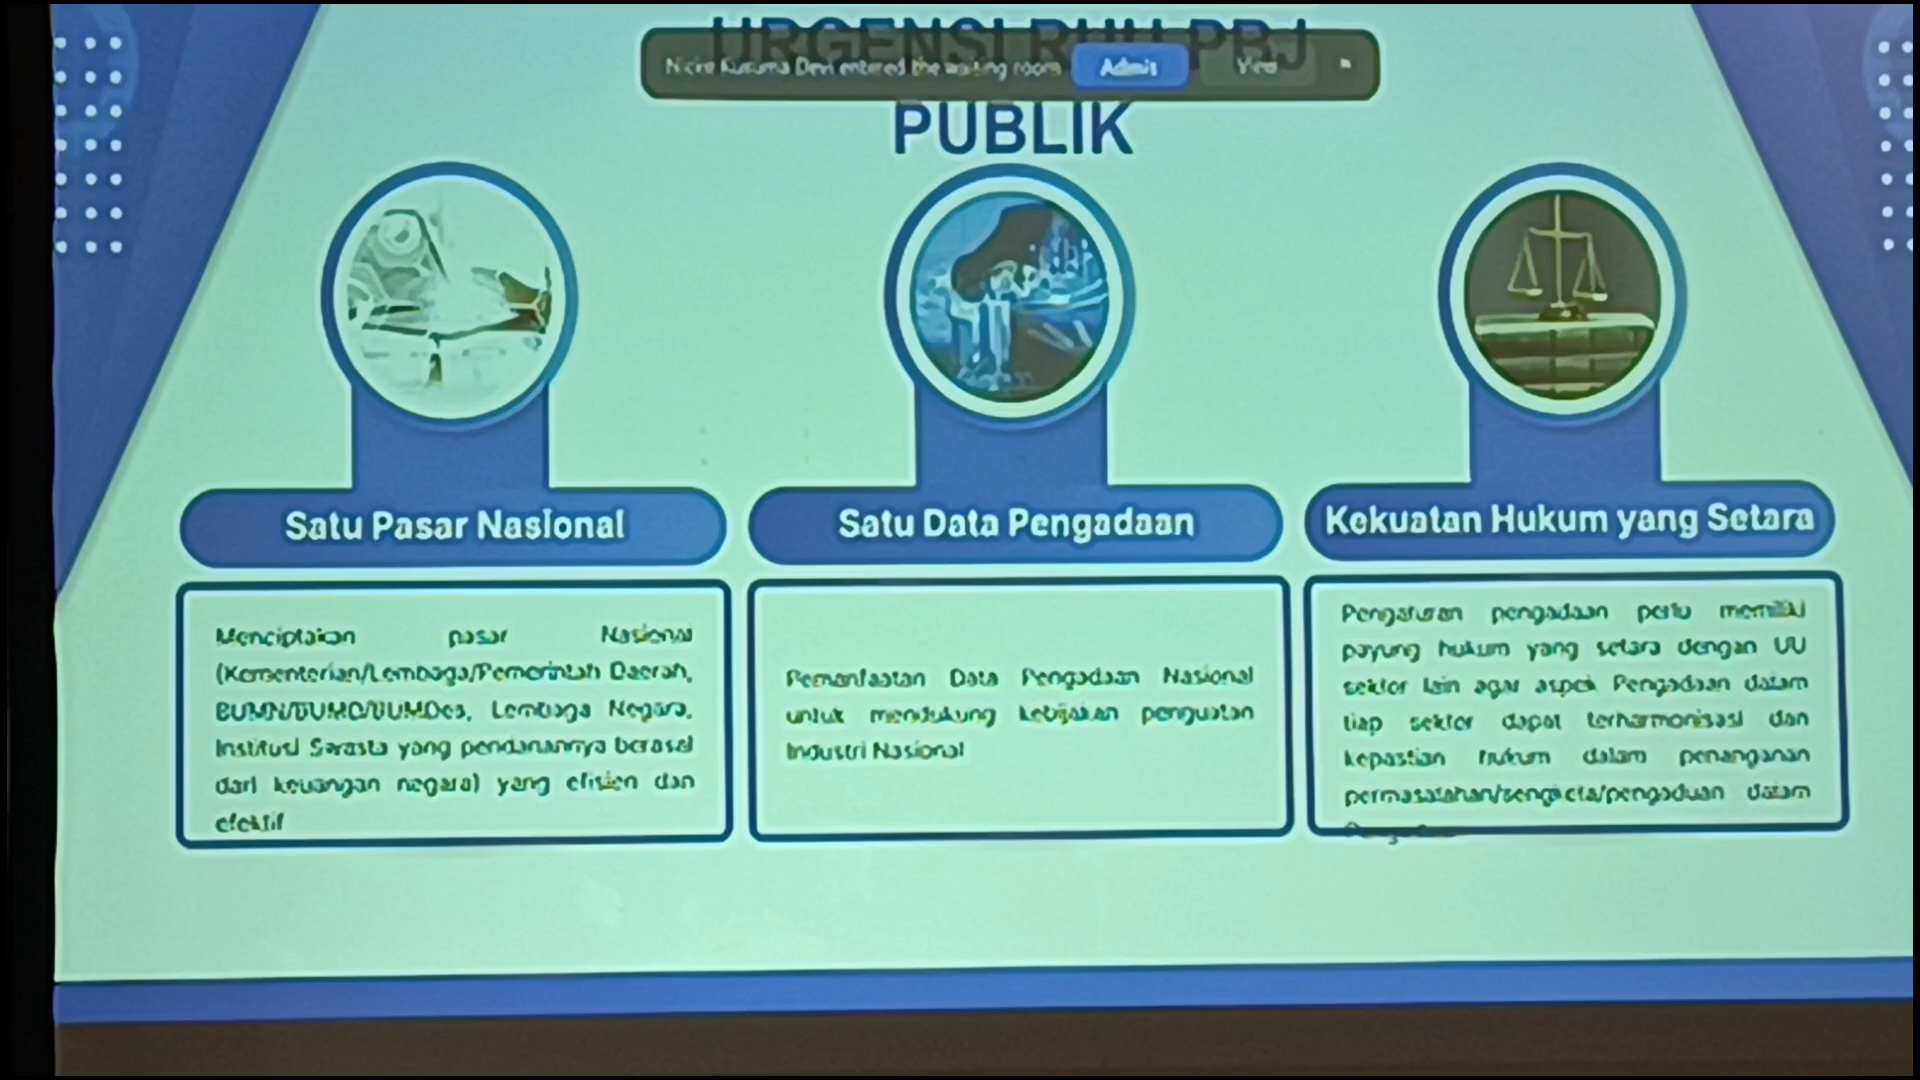 URGENSI RUU PBJ
entered the waiting room Admit View
PUBLIK
Satu Pasar Nasional
Satu Data Pengadaan
Kekuatan Hukum yang Setara
Menciptakan pasar Nasional
(Kementerian/Lembaga/Pemerintah Daerah,
BUMN/BUMD/BUMDes, Lembaga Negara,
Institusi Swasta yang pendanannya berasal
dari keuangan negara) yang efisien dan
efektif
Pemanfaatan Data Pengadaan Nasional
untuk mendukung kebijakan penguatan
Industri Nasional
Pengaturan pengadaan perlu memiliki
payung hukum yang setara dengan UU
sektor lain agar aspek Pengadaan dalam
tiap sektor dapat terharmonisasi dan
kepastian hukum dalam penanganan
permasalahan/sengketa/pengaduan dalam